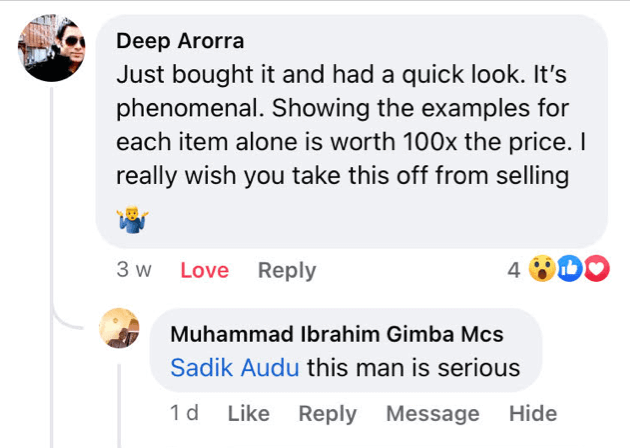 Deep Arorra
Just bought it and had a quick look. It’s
phenomenal. Showing the examples for
each item alone is worth 100x the price. I
really wish you take this off from selling
🤷‍♂️
3 w Love Reply 4
Muhammad Ibrahim Gimba Mcs
Sadik Audu this man is serious
1 d Like Reply Message Hide